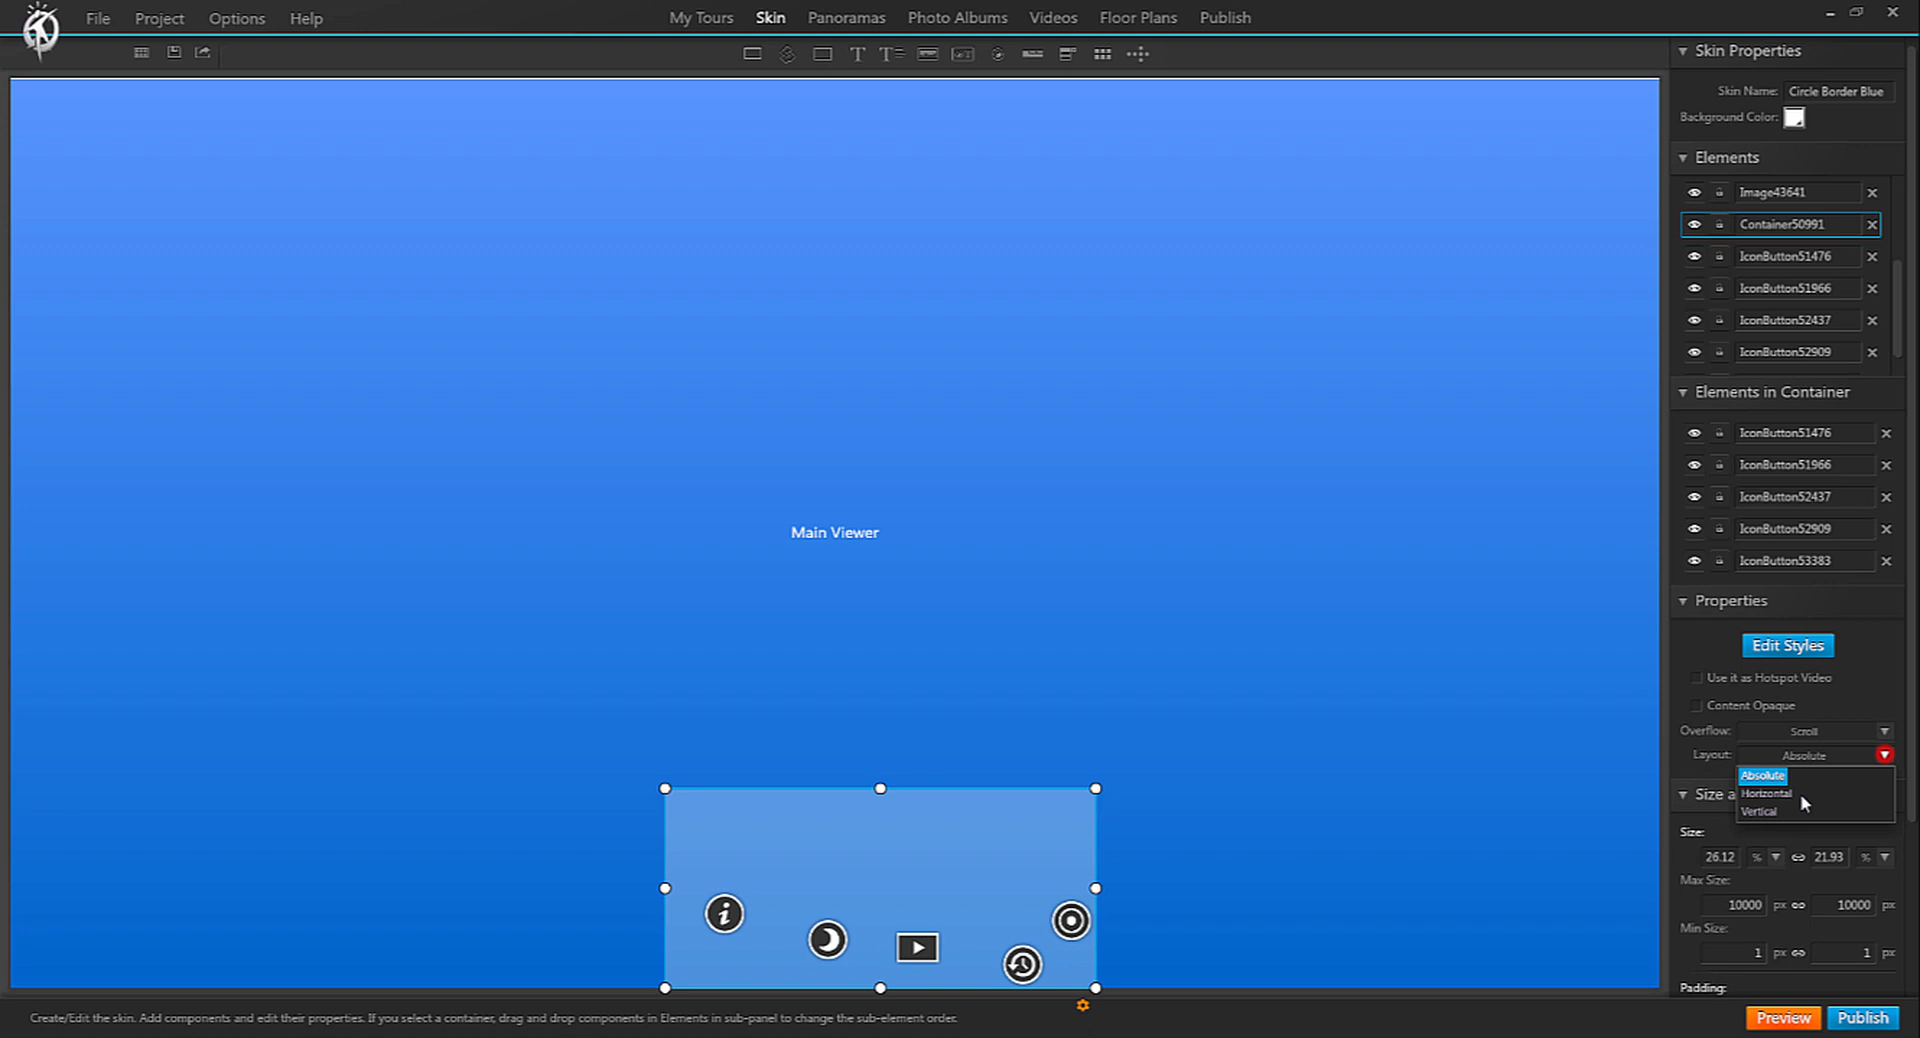 File Project Options Help
My Tours Skin Panoramas Photo Albums Videos Floor Plans Publish
Skin Properties
Skin Name: Circle Border Blue
Background Color:
Elements
Image43641
Container50991
IconButton51476
IconButton51966
IconButton52437
IconButton52909
Elements in Container
IconButton51476
IconButton51966
IconButton52437
IconButton52909
IconButton53383
Properties
Edit Styles
Use it as Hotspot Video
Content Opaque
Overflow: Scroll
Layout: Absolute
Absolute
Horizontal
Vertical
Size a
Size:
26.12 % 21.93 %
Max Size:
10000 px 10000 px
Min Size:
1 px 1 px
Padding:
Main Viewer
Create/Edit the skin. Add components and edit their properties. If you select a container, drag and drop components in Elements in sub-panel to change the sub-element order.
Preview Publish